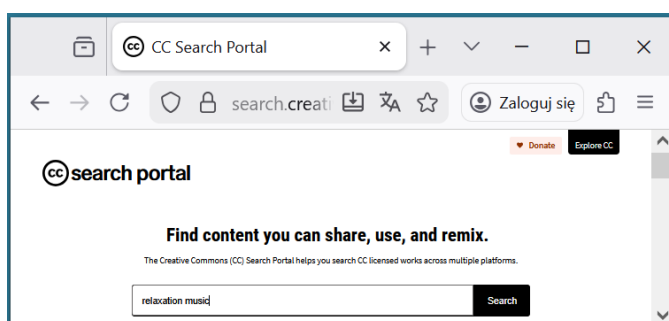 CC Search Portal
search.creati
Zaloguj się
Donate
Explore CC
cc search portal
Find content you can share, use, and remix.
The Creative Commons (CC) Search Portal helps you search CC licensed works across multiple platforms.
relaxation music
Search